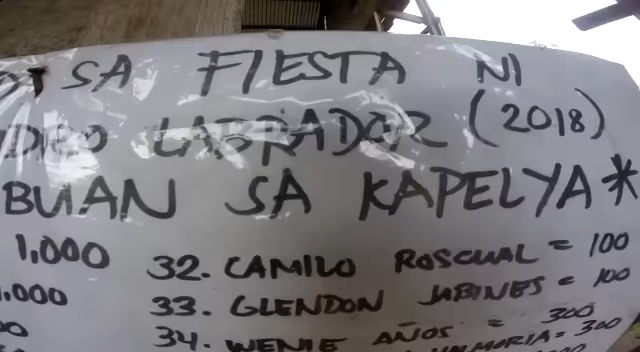 SA FIESTA NI
DRO LABRADOR (2018)
BUAN SA KAPELYA*
1,000 32. CAMILO ROSCUAL = 100
1.000 33. GLENDON JABINES = 100
34. WENIE AÑOS = 300
= 300